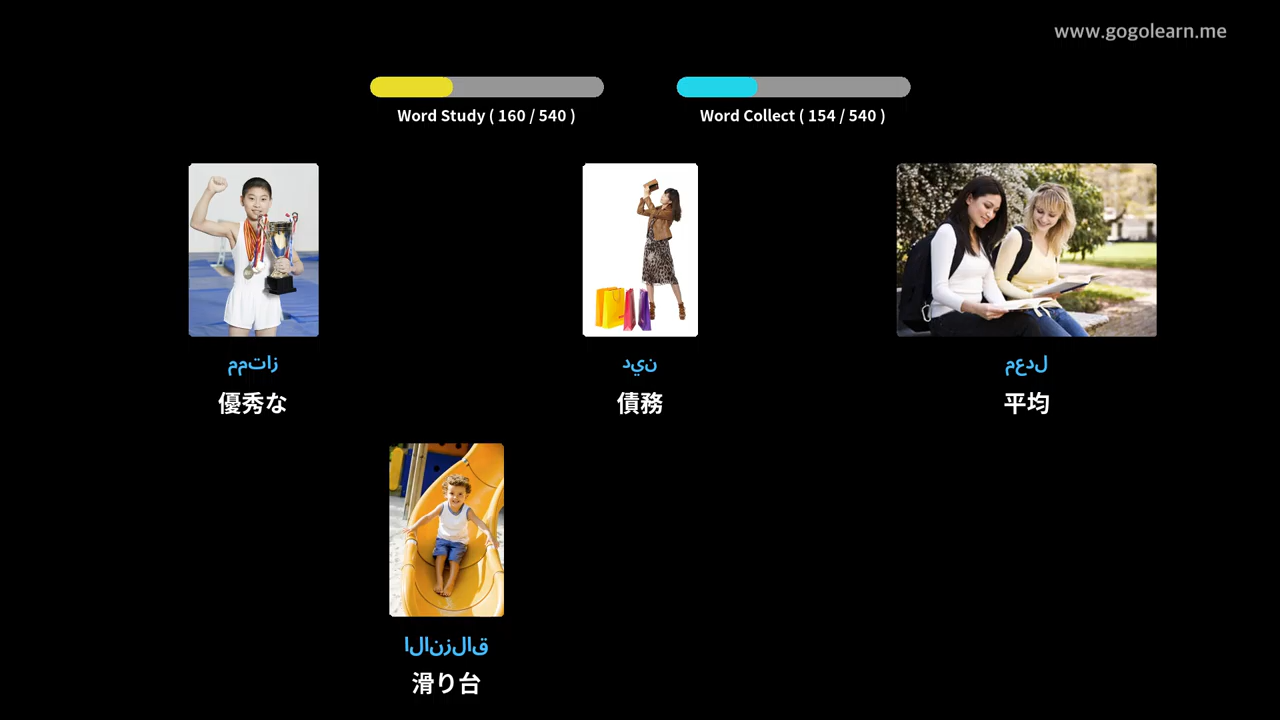 www.gogolearn.me
Word Study ( 160 / 540 )
Word Collect ( 154 / 540 )
ممتاز
優秀な
دين
債務
معدل
平均
الانزلاق
滑り台